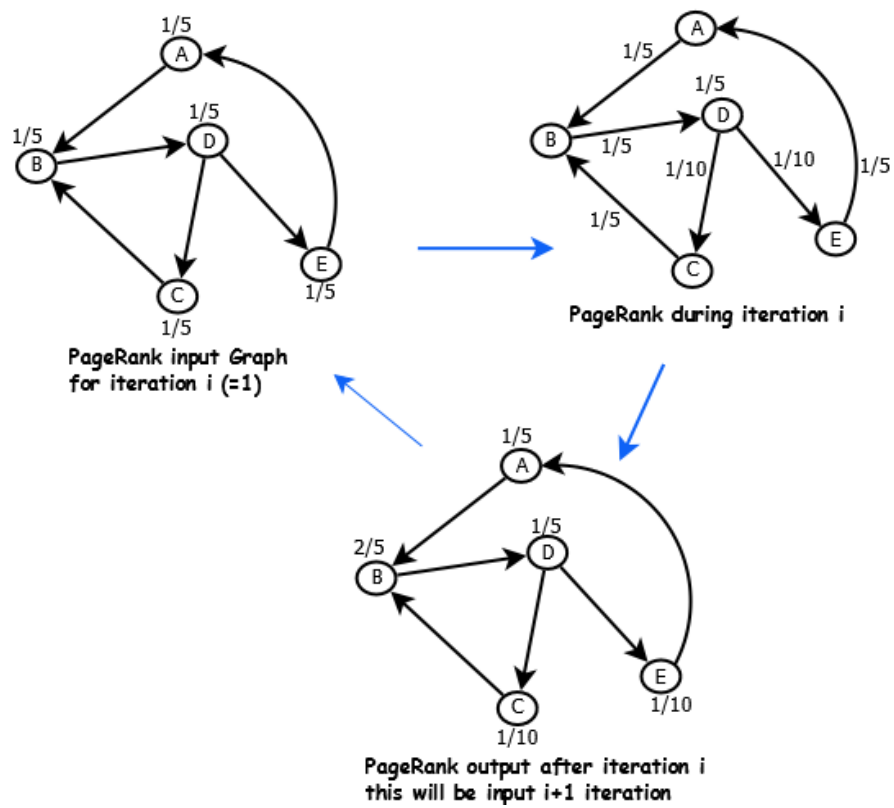 1/5
A
1/5
D
1/5
B
E
1/5
C
1/5
PageRank input Graph
for iteration i (=1)
A
1/5
1/5
D
B
1/5
1/10
1/10
1/5
1/5
E
C
PageRank during iteration i
1/5
A
1/5
D
2/5
B
E
1/10
C
1/10
PageRank output after iteration i
this will be input i+1 iteration